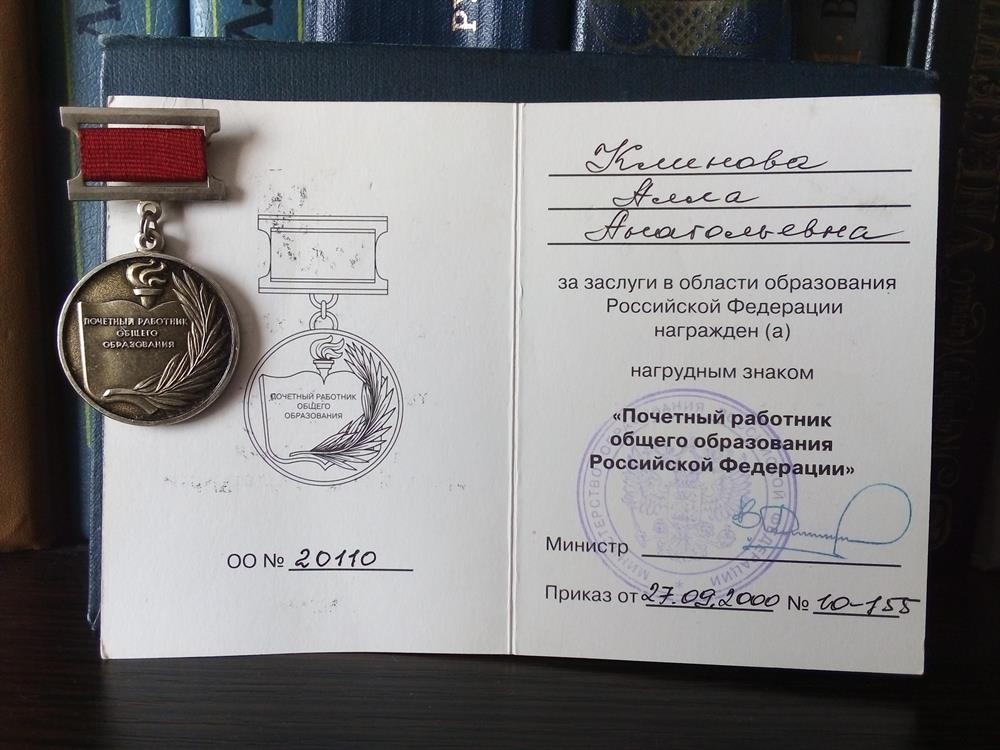 ПОЧЕТНЫЙ РАБОТНИК
ОБЩЕГО
ОБРАЗОВАНИЯ
ПОЧЕТНЫЙ РАБОТНИК
ОБЩЕГО
ОБРАЗОВАНИЯ
ОО № 20110
Климова
Алла
Анатольевна
за заслуги в области образования
Российской Федерации
награжден (а)
нагрудным знаком
«Почетный работник
общего образования
Российской Федерации»
Министр
Приказ от 27.09.2000 № 10-155